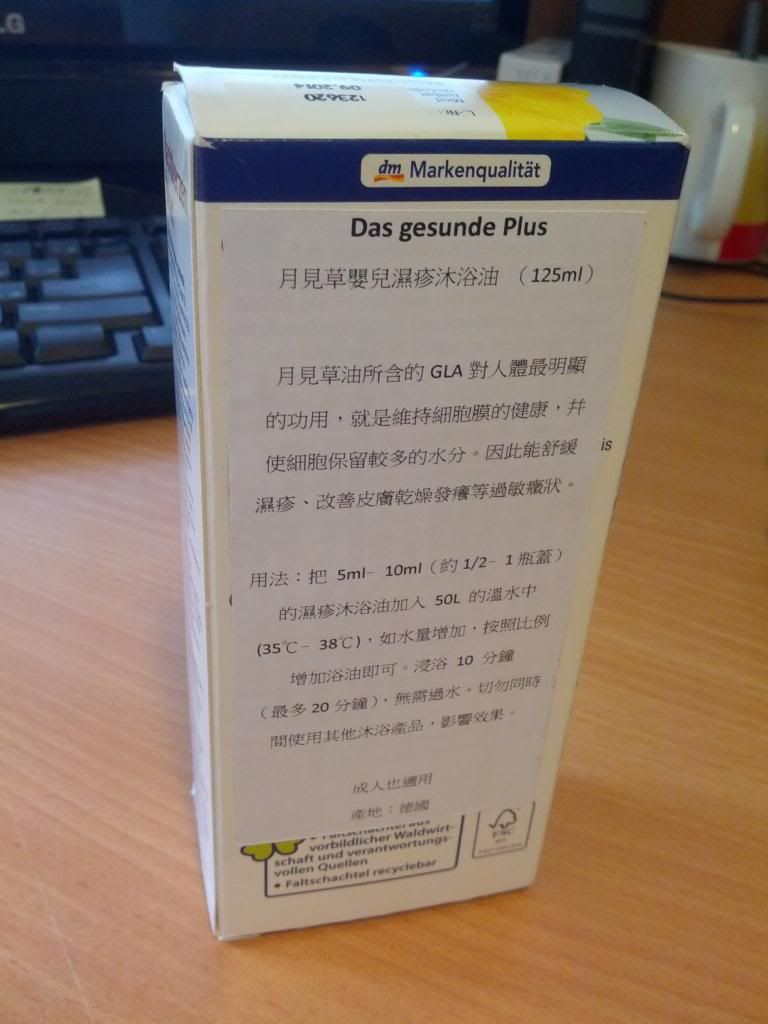 LG
123620
09.2014
L.-Nr.:
dm Markenqualität
Das gesunde Plus
月見草嬰兒濕疹沐浴油 （125ml）
月見草油所含的 GLA 對人體最明顯
的功用，就是維持細胞膜的健康，并
使細胞保留較多的水分。因此能舒緩
is
濕疹、改善皮膚乾燥發癢等過敏癥狀。
用法：把 5ml– 10ml（約 1/2– 1 瓶蓋）
的濕疹沐浴油加入 50L 的溫水中
(35℃– 38℃)，如水量增加，按照比例
增加浴油即可。浸浴 10 分鐘
（最多 20 分鐘），無需過水。切勿同時
間使用其他沐浴產品，影響效果。
成人也適用
產地：德國
• Faltschachtel aus
vorbildlicher Waldwirt-
schaft und verantwortungs-
vollen Quellen
• Faltschachtel recyclebar
FSC